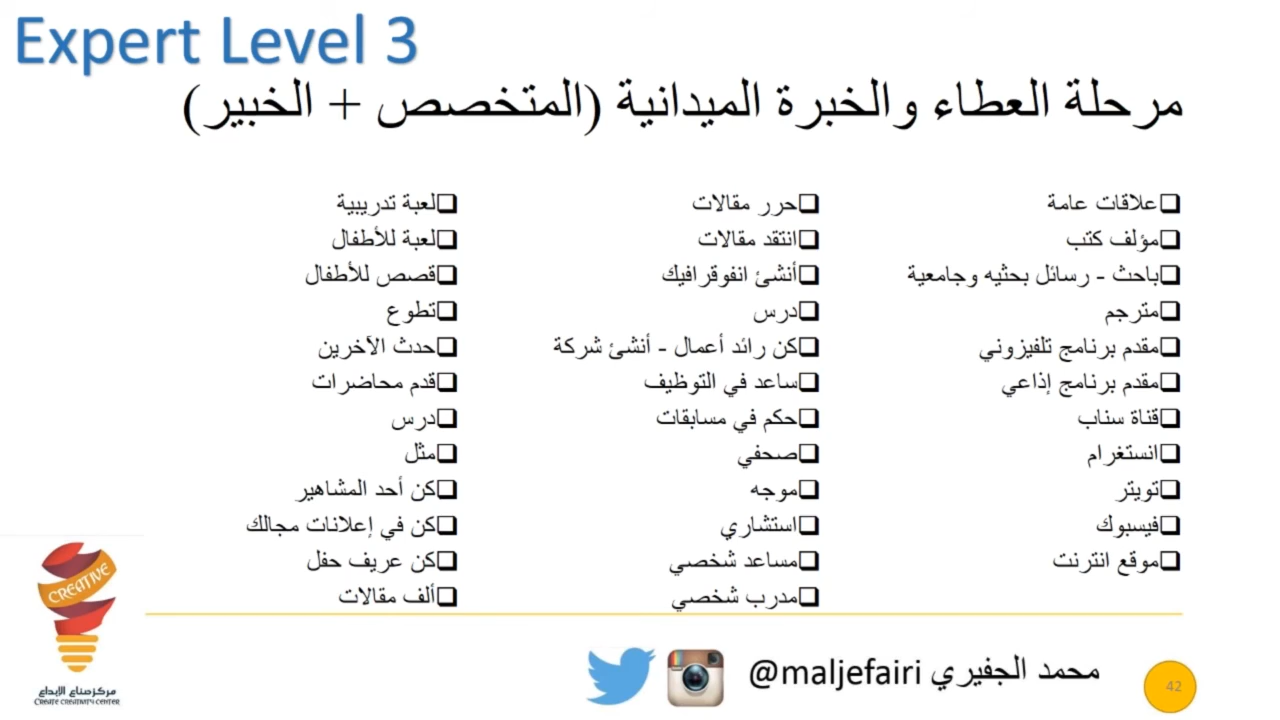 Expert Level 3
مرحلة العطاء والخبرة الميدانية (المتخصص + الخبير)
علاقات عامة
مؤلف كتب
باحث - رسائل بحثيه وجامعية
مترجم
مقدم برنامج تلفيزوني
مقدم برنامج إذاعي
قناة سناب
انستغرام
تويتر
فيسبوك
موقع انترنت
حرر مقالات
انتقد مقالات
أنشئ انفوقرافيك
درس
كن رائد أعمال - أنشئ شركة
ساعد في التوظيف
حكم في مسابقات
صحفي
موجه
استشاري
مساعد شخصي
مدرب شخصي
لعبة تدريبية
لعبة للأطفال
قصص للأطفال
تطوع
حدث الآخرين
قدم محاضرات
درس
مثل
كن أحد المشاهير
كن في إعلانات مجالك
كن عريف حفل
ألف مقالات
CREATIVE
مركز صناع الإبداع
CREATE CREATIVITY CENTER
محمد الجفيري @maljefairi
42